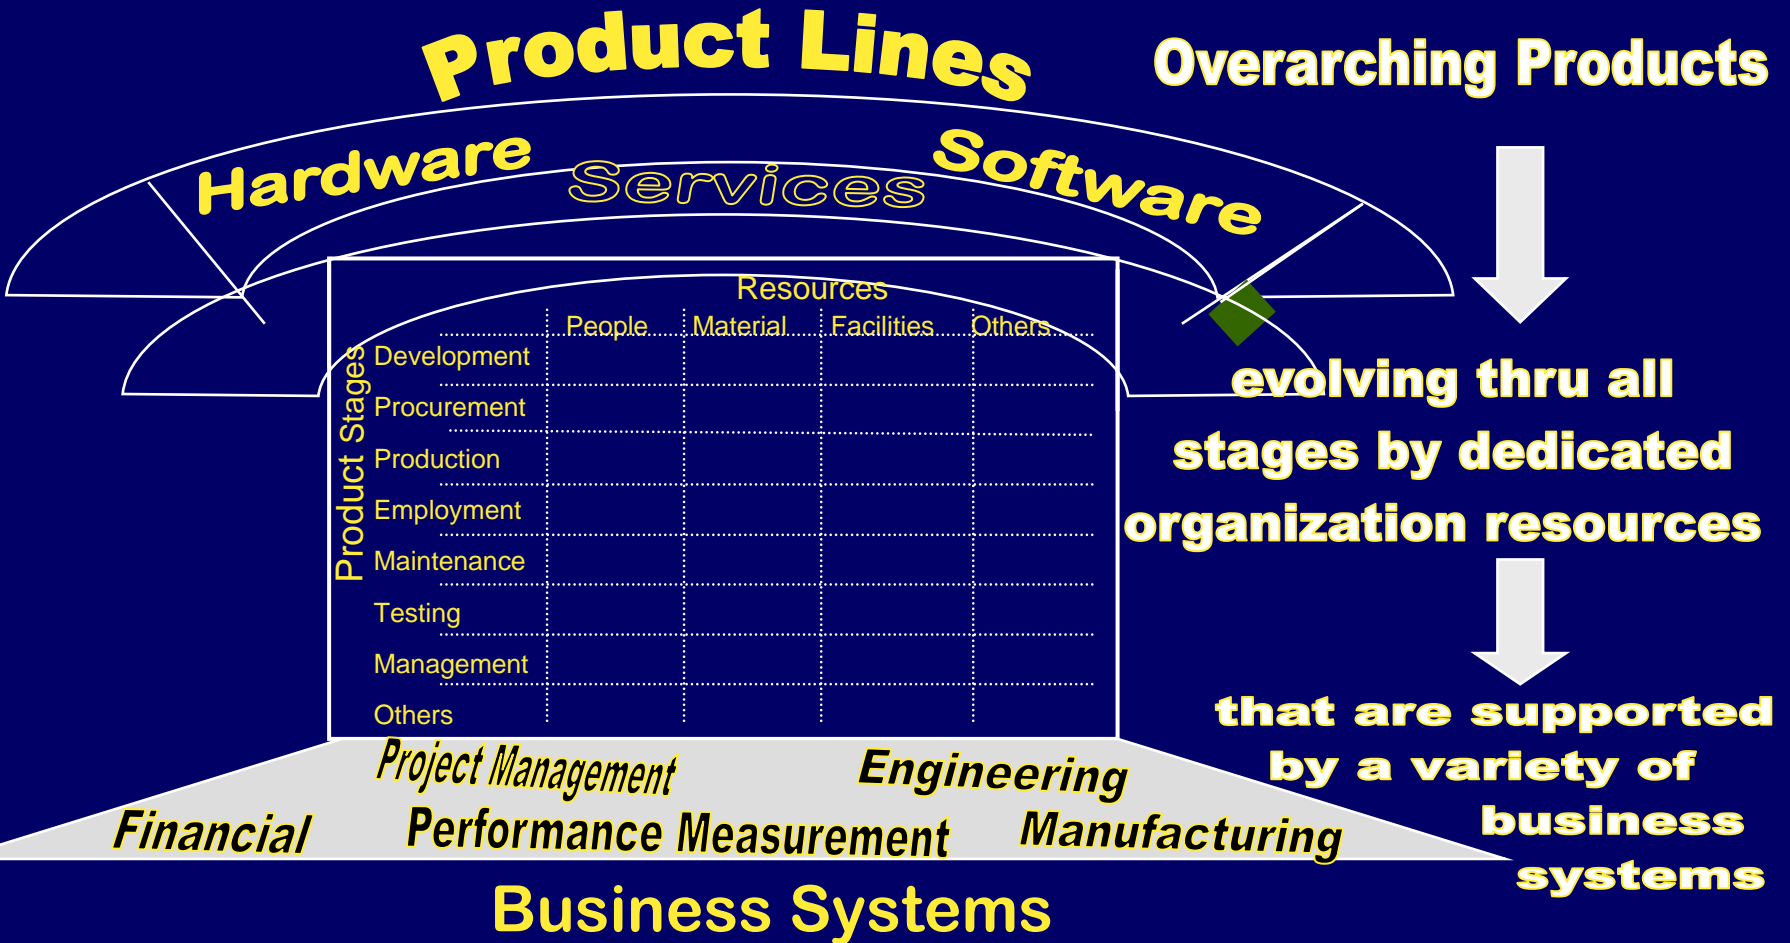 Product Lines
Overarching Products
Hardware
Services
Software
Resources
People Material Facilities Others
Product Stages
Development
Procurement
Production
Employment
Maintenance
Testing
Management
Others
evolving thru all
stages by dedicated
organization resources
that are supported
by a variety of
business
systems
Project Management
Engineering
Financial
Performance Measurement
Manufacturing
Business Systems